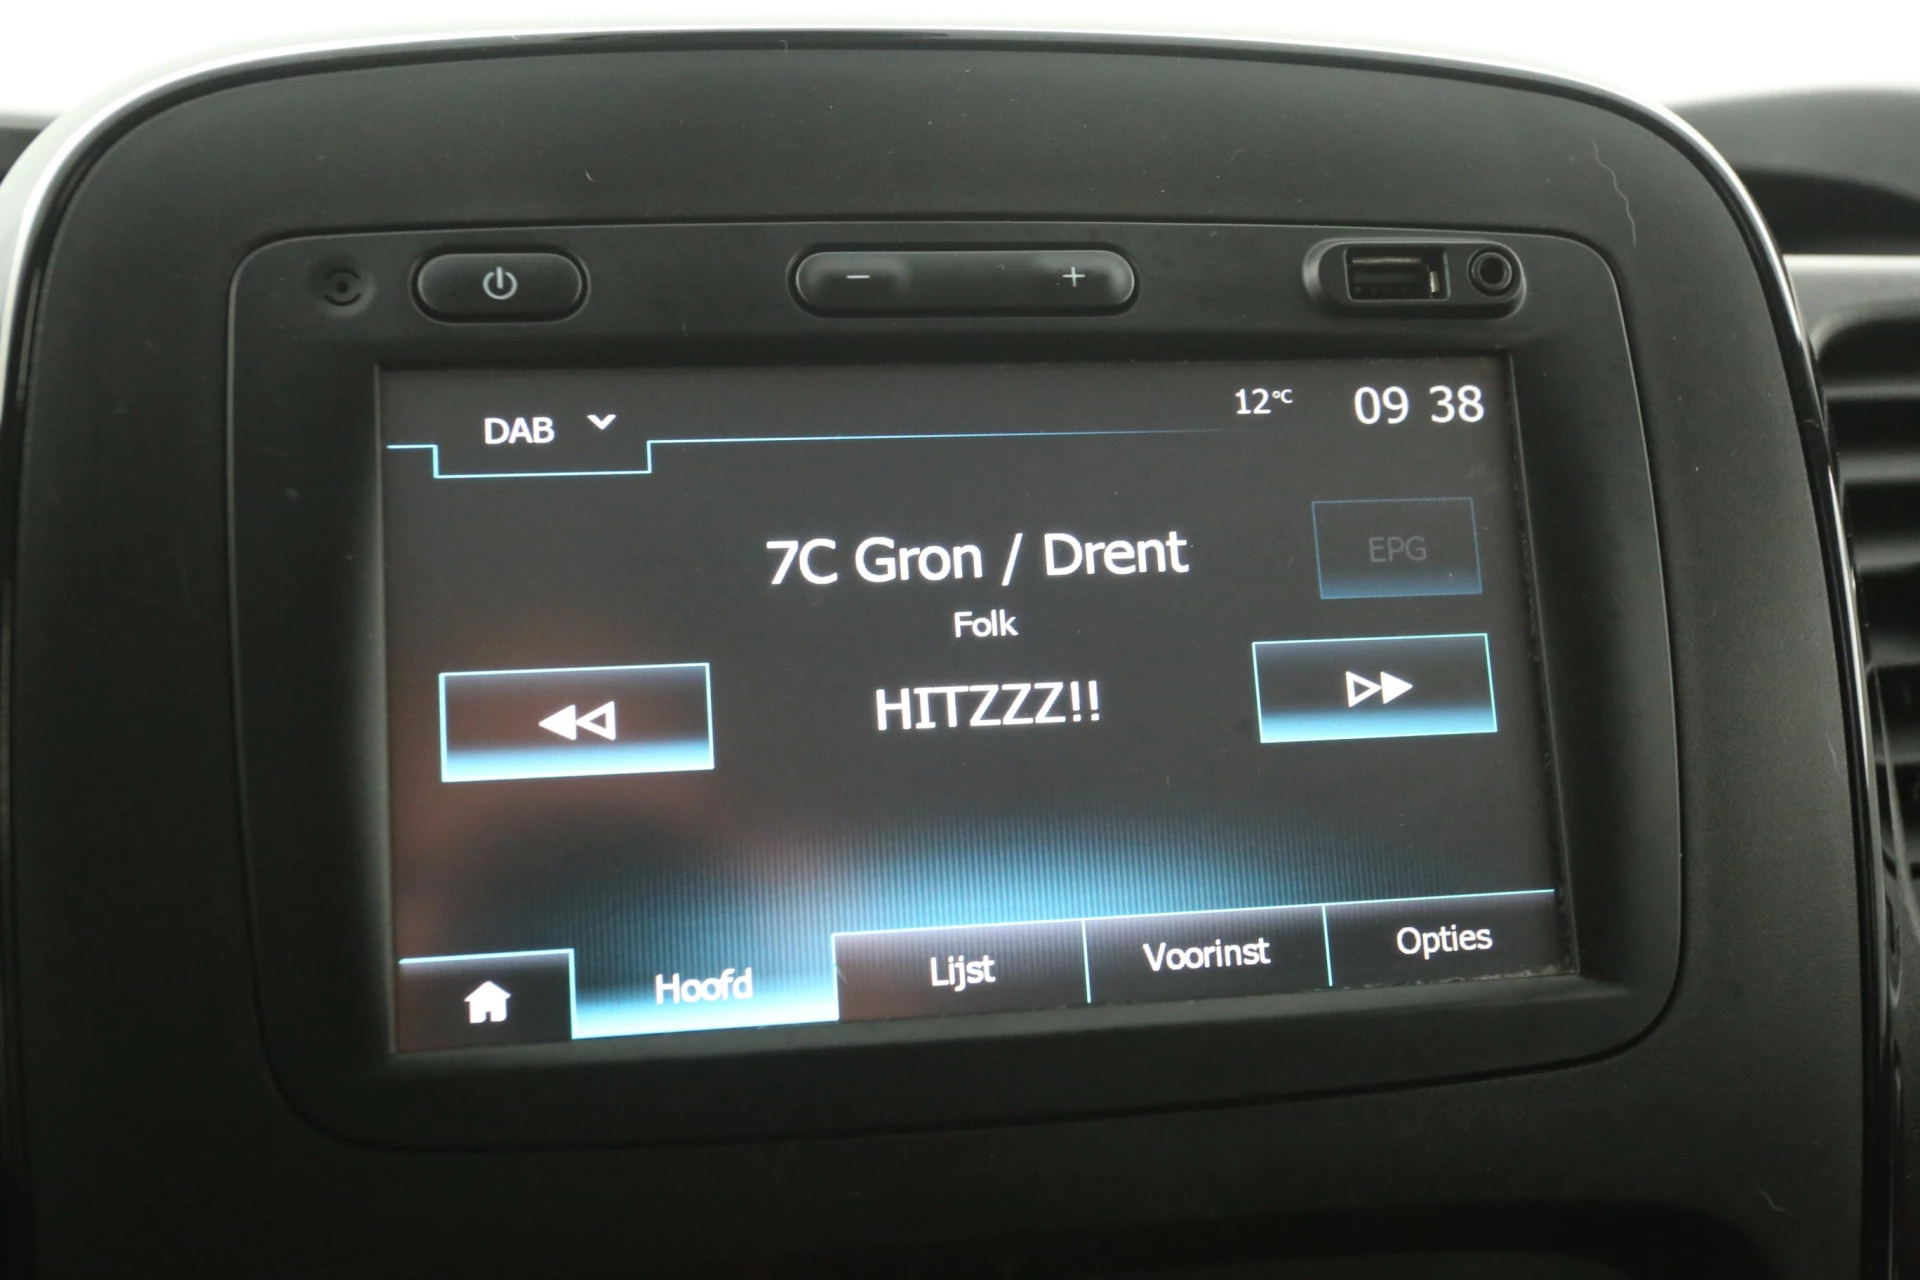 DAB
12°C 09 38
7C Gron / Drent
EPG
Folk
HITZZZ!!
Hoofd Lijst Voorinst Opties